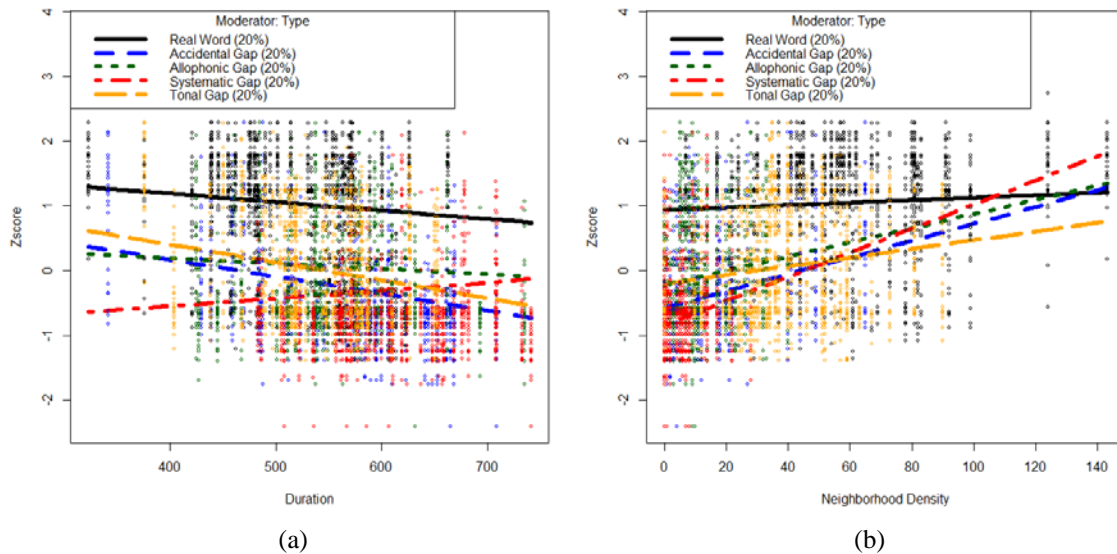 Moderator: Type
Real Word (20%)
Accidental Gap (20%)
Allophonic Gap (20%)
Systematic Gap (20%)
Tonal Gap (20%)
4
3
2
1
0
-1
-2
Zscore
400 500 600 700
Duration
(a)
Moderator: Type
Real Word (20%)
Accidental Gap (20%)
Allophonic Gap (20%)
Systematic Gap (20%)
Tonal Gap (20%)
4
3
2
1
0
-1
-2
Zscore
0 20 40 60 80 100 120 140
Neighborhood Density
(b)